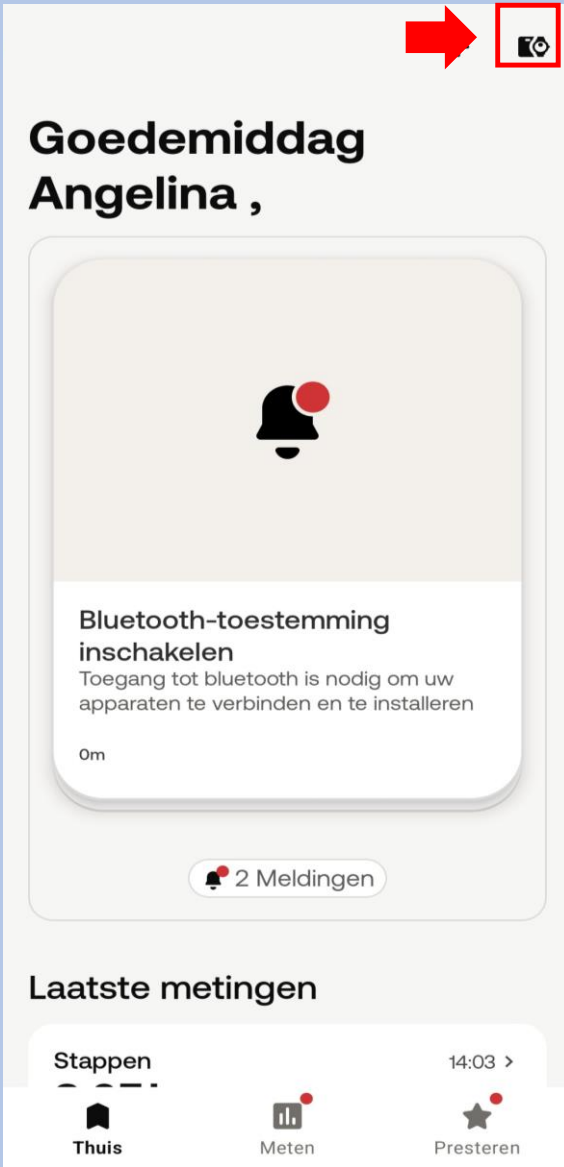 Goedemiddag
Angelina ,
Bluetooth-toestemming
inschakelen
Toegang tot bluetooth is nodig om uw
apparaten te verbinden en te installeren
0m
2 Meldingen
Laatste metingen
Stappen
14:03 >
Thuis
Meten
Presteren